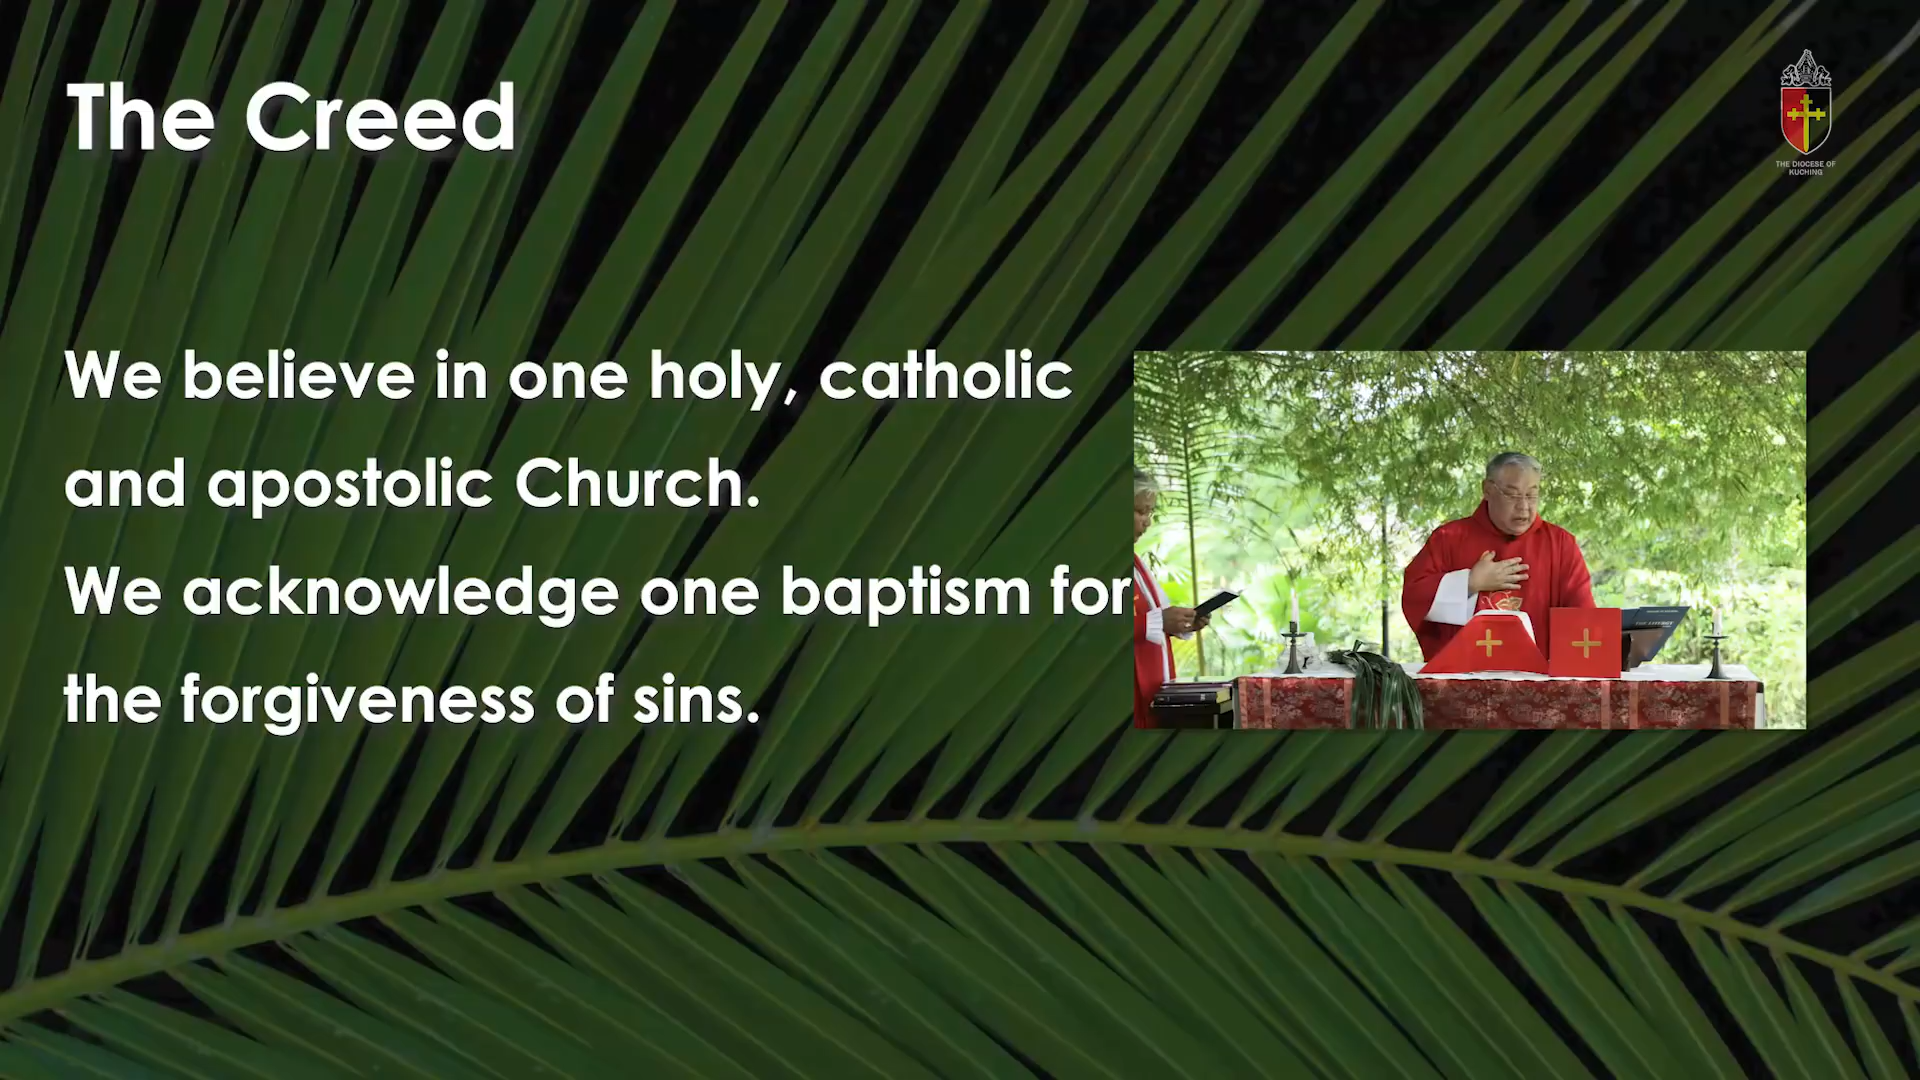 The Creed
THE DIOCESE OF
KUCHING
We believe in one holy, catholic
and apostolic Church.
We acknowledge one baptism for
the forgiveness of sins.